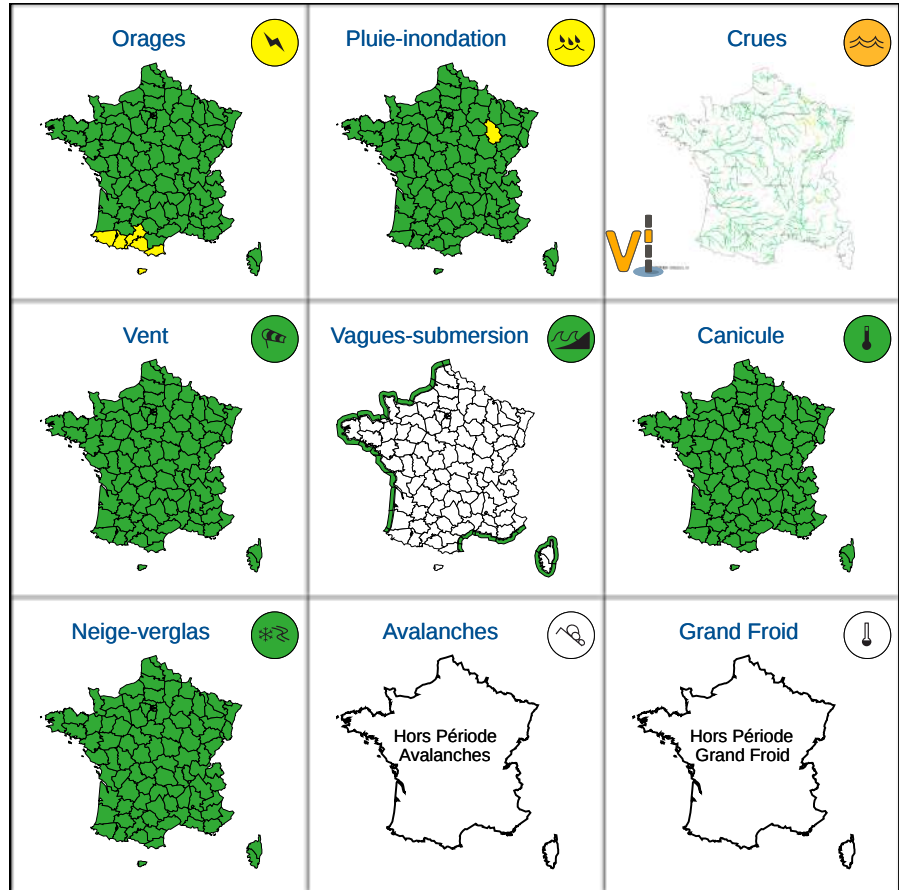 Orages
Pluie-inondation
Crues
Vi
Vent
Vagues-submersion
Canicule
Neige-verglas
Avalanches
Grand Froid
Hors Période
Avalanches
Hors Période
Grand Froid